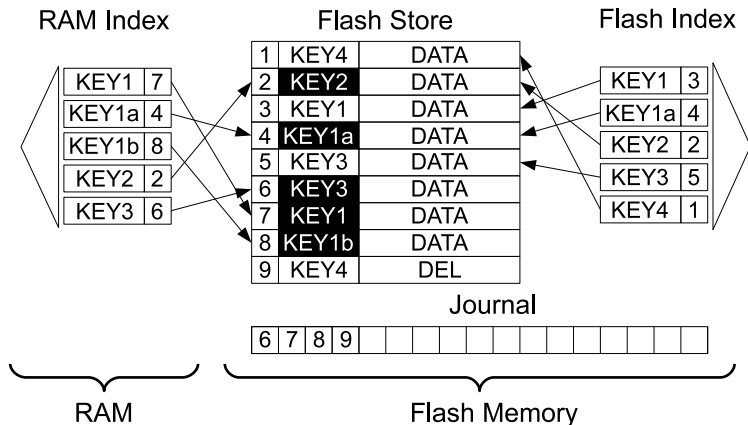 RAM Index
Flash Store
Flash Index
KEY1 7
KEY1a 4
KEY1b 8
KEY2 2
KEY3 6
1 KEY4 DATA
2 KEY2 DATA
3 KEY1 DATA
4 KEY1a DATA
5 KEY3 DATA
6 KEY3 DATA
7 KEY1 DATA
8 KEY1b DATA
9 KEY4 DEL
KEY1 3
KEY1a 4
KEY2 2
KEY3 5
KEY4 1
Journal
6 7 8 9
RAM
Flash Memory